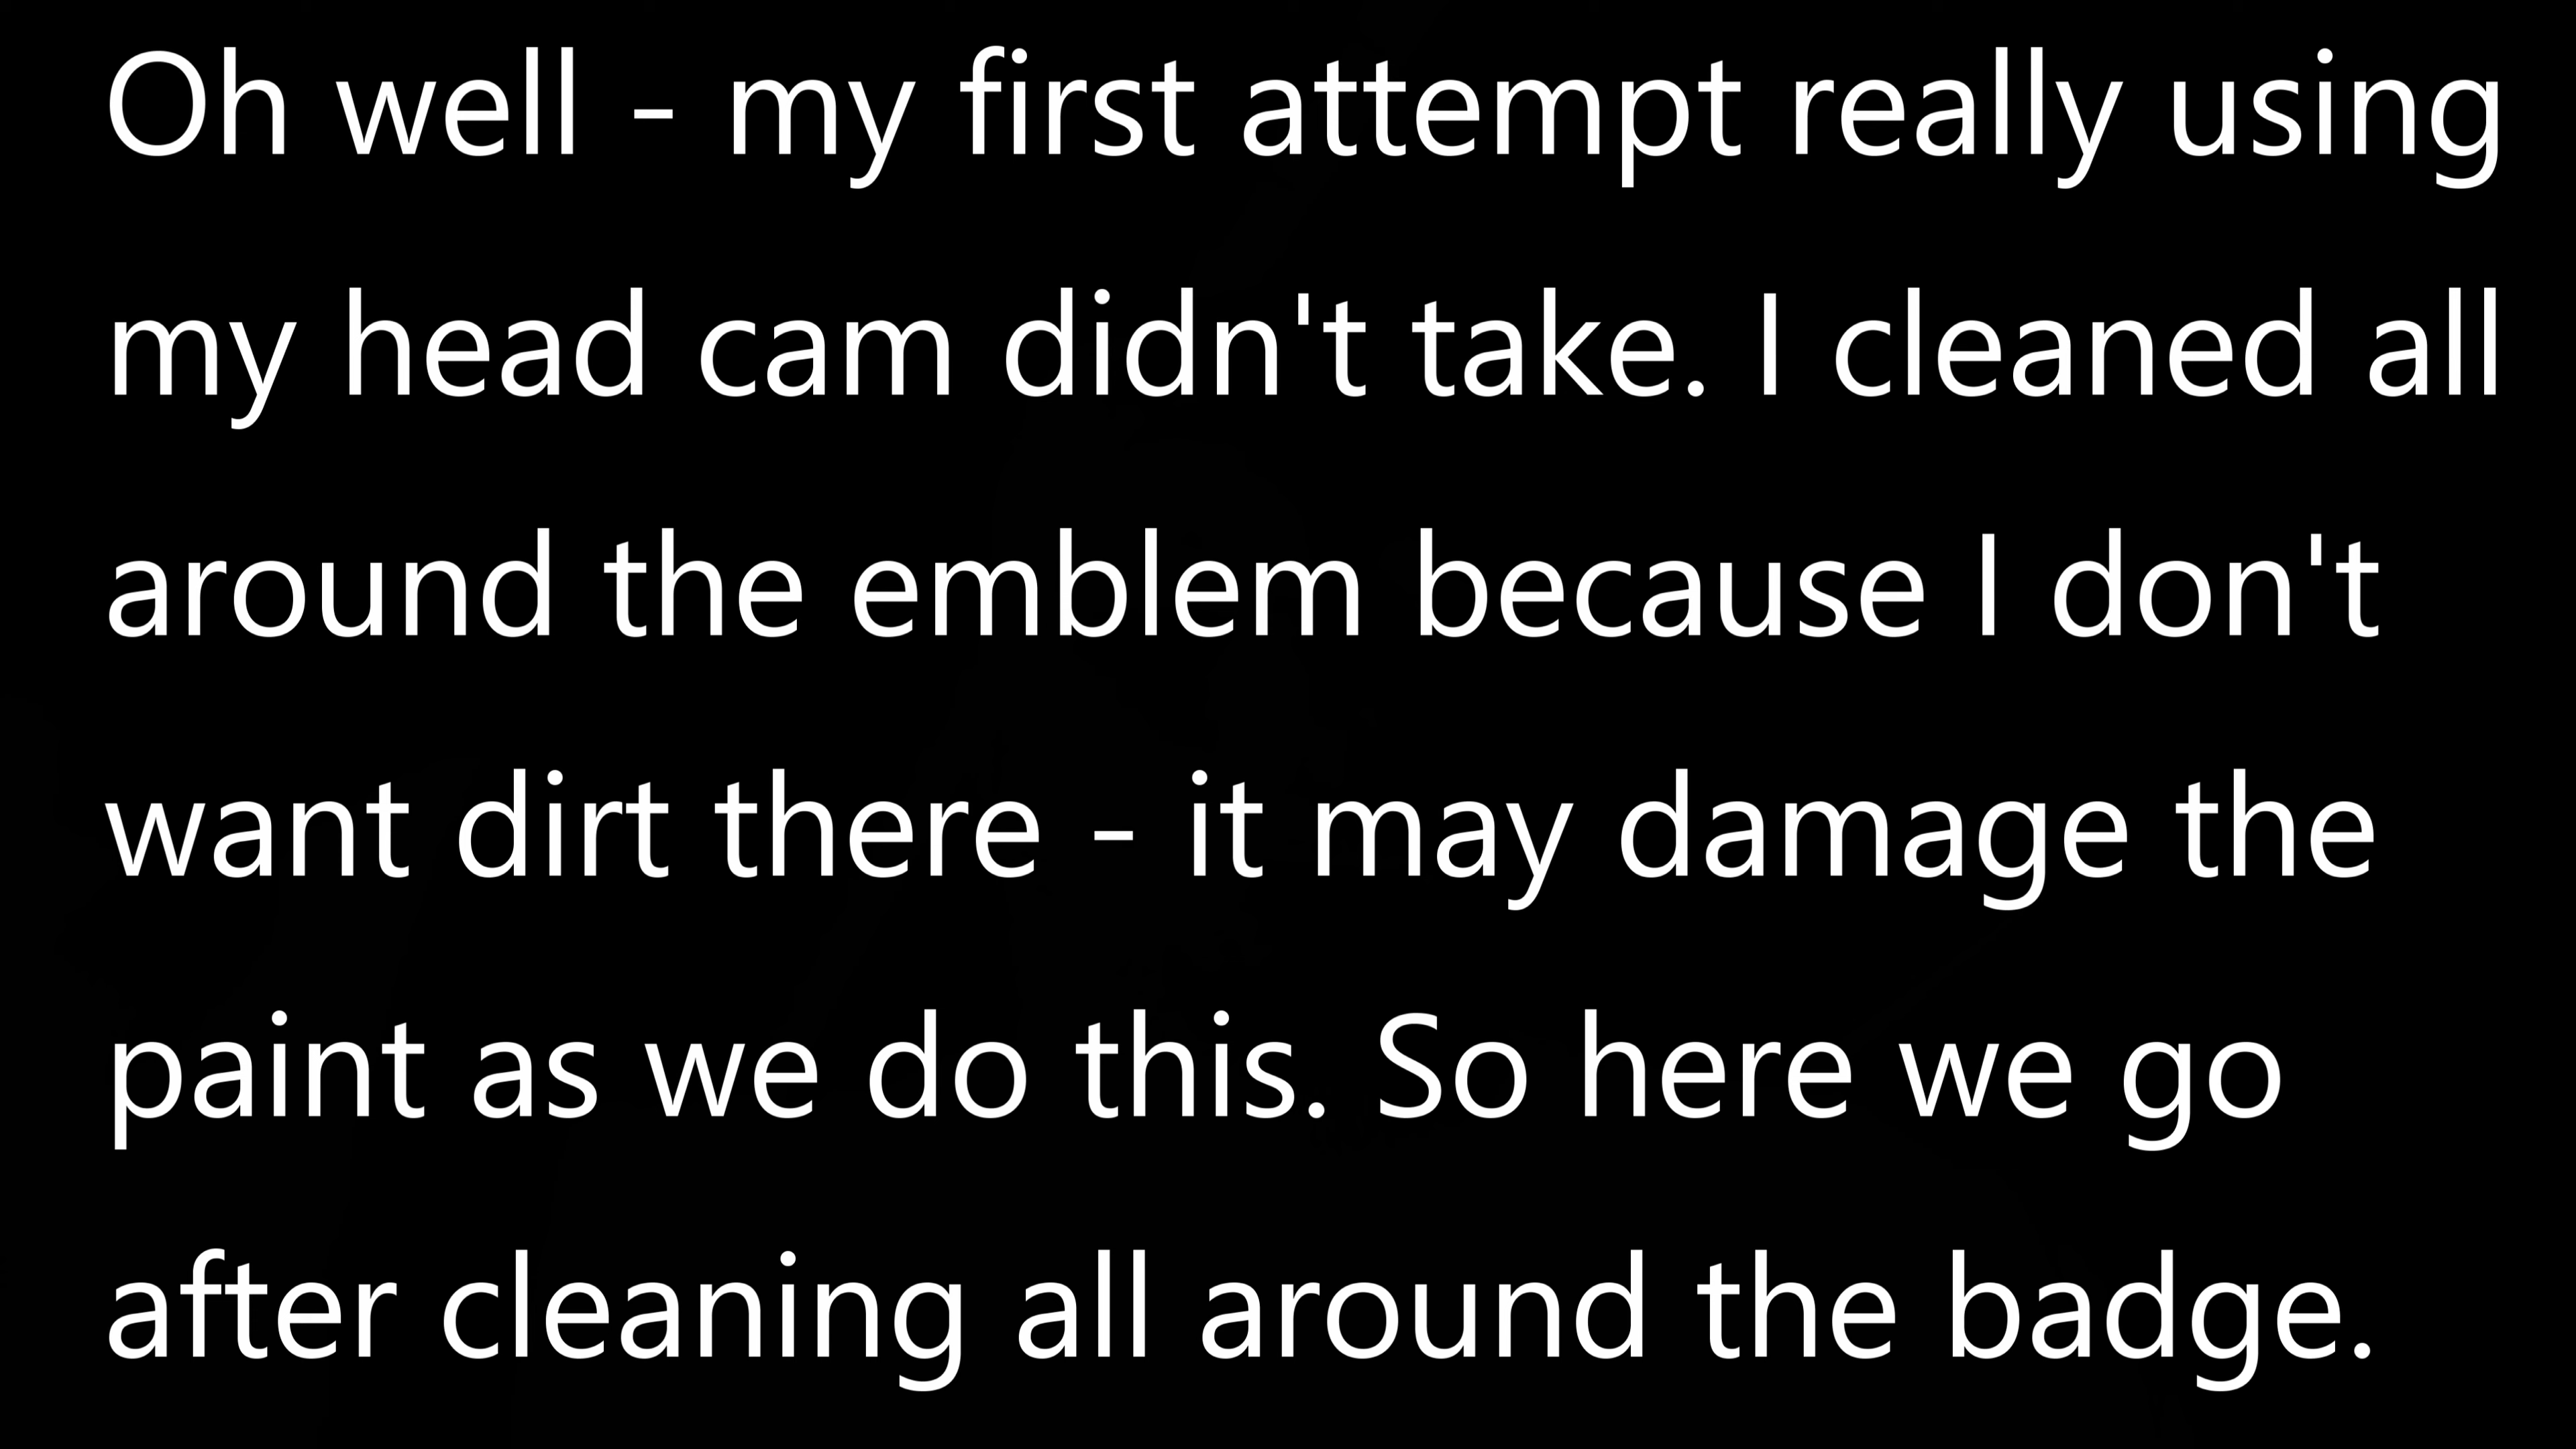 Oh well - my first attempt really using
my head cam didn't take. I cleaned all
around the emblem because I don't
want dirt there - it may damage the
paint as we do this. So here we go
after cleaning all around the badge.